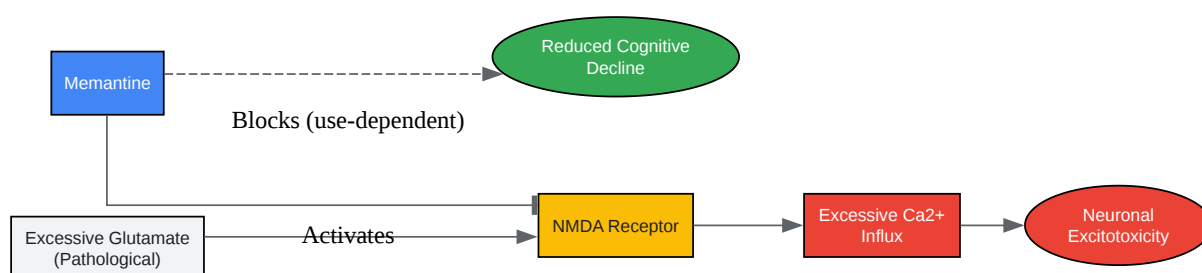 Reduced Cognitive
Decline
Memantine
Blocks (use-dependent)
Excessive Glutamate
(Pathological)
Activates
NMDA Receptor
Excessive Ca2+
Influx
Neuronal
Excitotoxicity